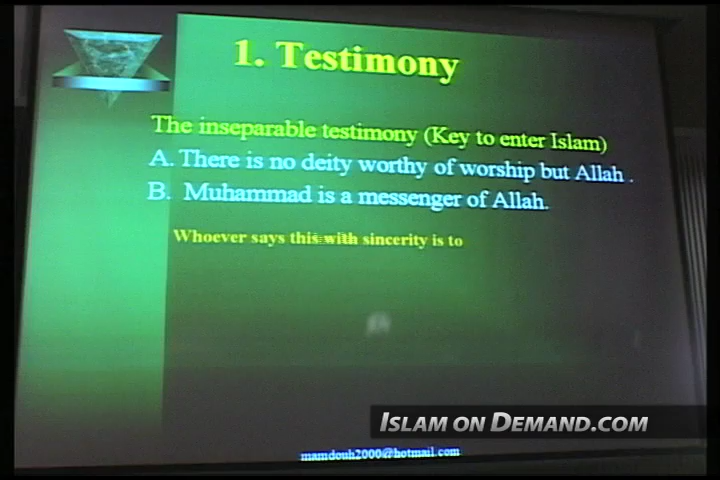 1. Testimony
The inseparable testimony (Key to enter Islam)
A. There is no deity worthy of worship but Allah .
B. Muhammad is a messenger of Allah.
Whoever says this with sincerity is to
ISLAM ON DEMAND.COM
mamdouh2000@hotmail.com